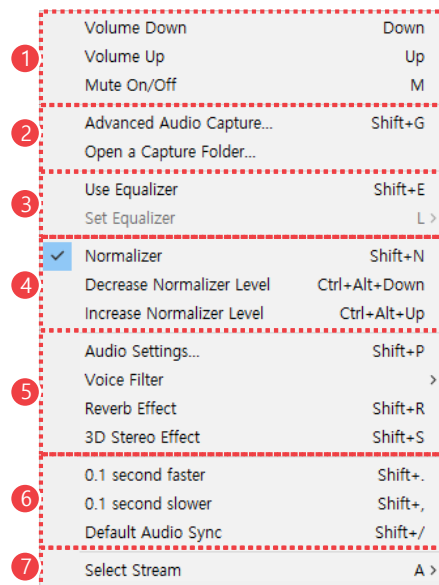 1
Volume Down Down
Volume Up Up
Mute On/Off M
2
Advanced Audio Capture... Shift+G
Open a Capture Folder...
3
Use Equalizer Shift+E
Set Equalizer L >
4
Normalizer Shift+N
Decrease Normalizer Level Ctrl+Alt+Down
Increase Normalizer Level Ctrl+Alt+Up
5
Audio Settings... Shift+P
Voice Filter >
Reverb Effect Shift+R
3D Stereo Effect Shift+S
6
0.1 second faster Shift+.
0.1 second slower Shift+,
Default Audio Sync Shift+/
7
Select Stream A >